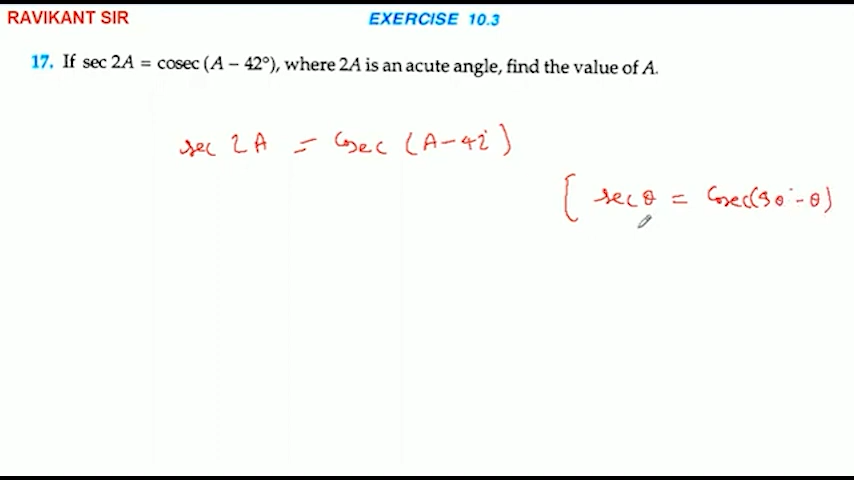 RAVIKANT SIR
EXERCISE 10.3
17. If sec 2A = cosec (A – 42°), where 2A is an acute angle, find the value of A.
sec 2A = cosec (A-42°)
[ sec θ = cosec(90°-θ)